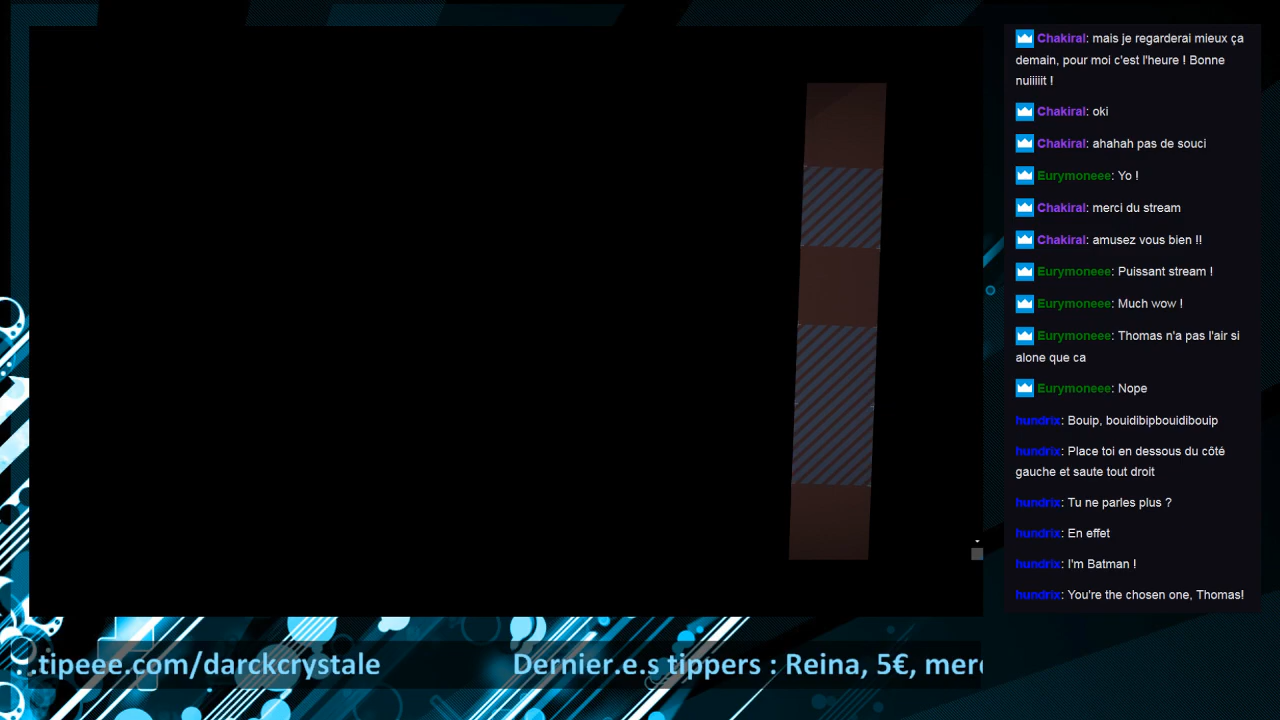 Chakiral: mais je regarderai mieux ça
demain, pour moi c'est l'heure ! Bonne
nuiiiiit !
Chakiral: oki
Chakiral: ahahah pas de souci
Eurymoneee: Yo !
Chakiral: merci du stream
Chakiral: amusez vous bien !!
Eurymoneee: Puissant stream !
Eurymoneee: Much wow !
Eurymoneee: Thomas n'a pas l'air si
alone que ca
Eurymoneee: Nope
hundrix: Bouip, bouidibipbouidibouip
hundrix: Place toi en dessous du côté
gauche et saute tout droit
hundrix: Tu ne parles plus ?
hundrix: En effet
hundrix: I'm Batman !
hundrix: You're the chosen one, Thomas!
.tipeee.com/darckcrystale
Dernier.e.s tippers : Reina, 5€, merc